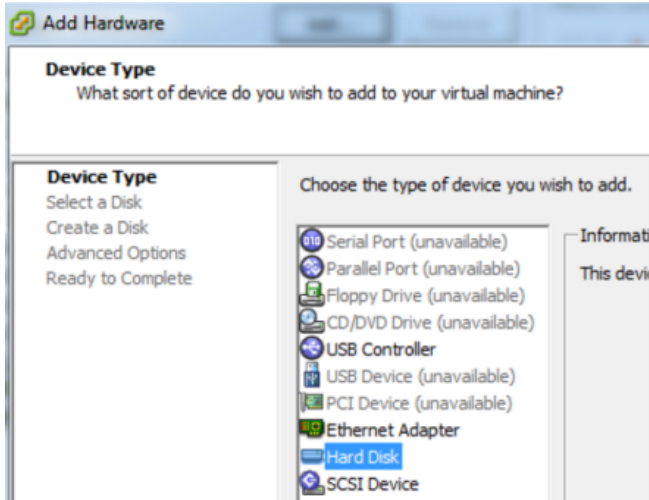 Add Hardware
Device Type
What sort of device do you wish to add to your virtual machine?
Device Type
Select a Disk
Create a Disk
Advanced Options
Ready to Complete
Choose the type of device you wish to add.
Serial Port (unavailable)
Parallel Port (unavailable)
Floppy Drive (unavailable)
CD/DVD Drive (unavailable)
USB Controller
USB Device (unavailable)
PCI Device (unavailable)
Ethernet Adapter
Hard Disk
SCSI Device
Informati
This devi